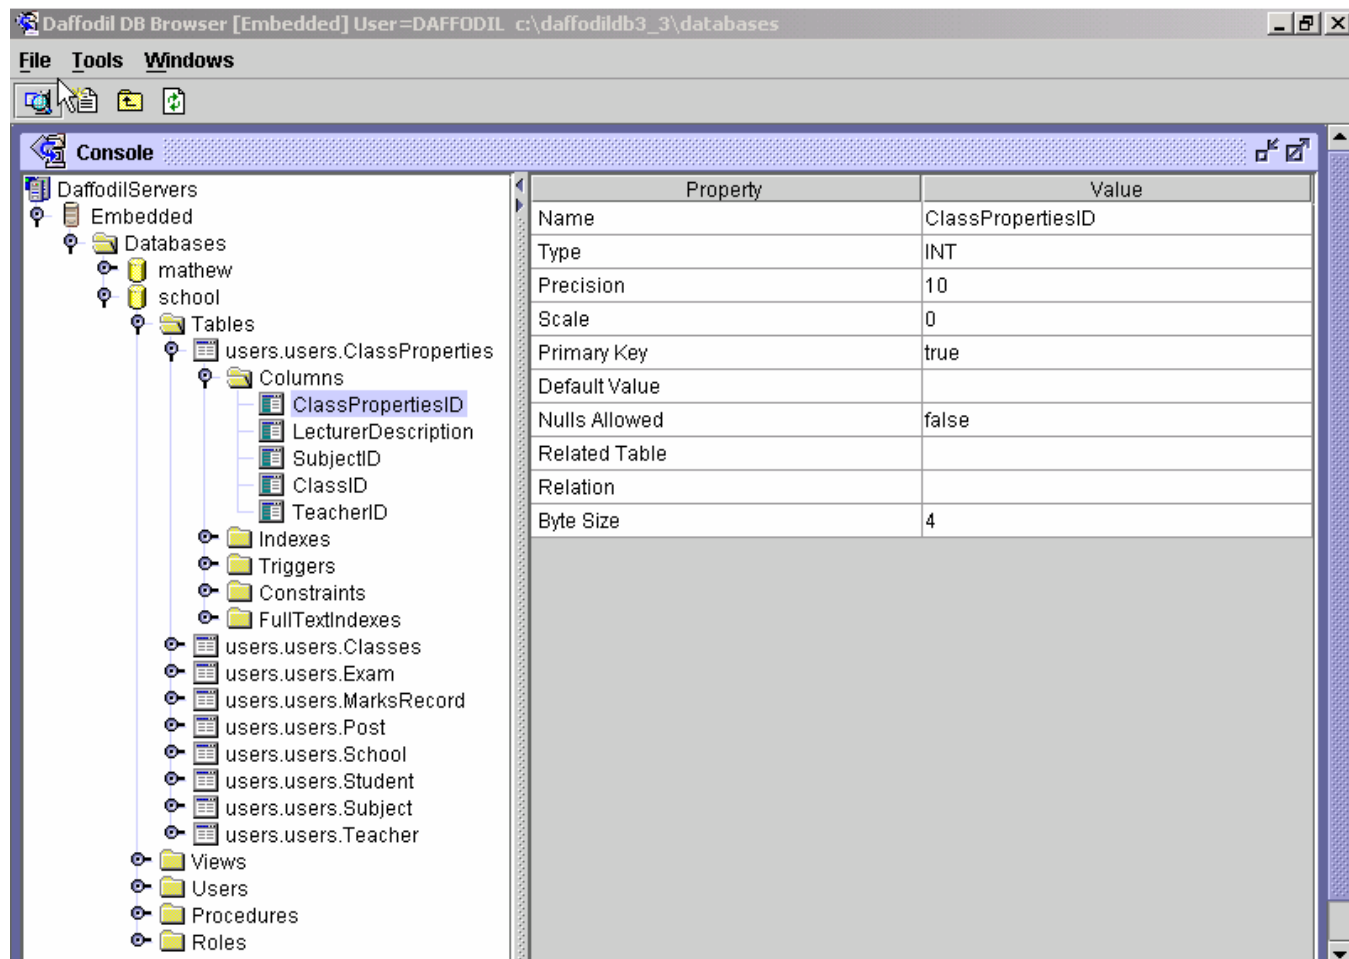 Daffodil DB Browser [Embedded] User=DAFFODIL c:\daffodildb3_3\databases
File Tools Windows
Console
DaffodilServers
Embedded
Databases
mathew
school
Tables
users.users.ClassProperties
Columns
ClassPropertiesID
LecturerDescription
SubjectID
ClassID
TeacherID
Indexes
Triggers
Constraints
FullTextIndexes
users.users.Classes
users.users.Exam
users.users.MarksRecord
users.users.Post
users.users.School
users.users.Student
users.users.Subject
users.users.Teacher
Views
Users
Procedures
Roles
Property Value
Name ClassPropertiesID
Type INT
Precision 10
Scale 0
Primary Key true
Default Value
Nulls Allowed false
Related Table
Relation
Byte Size 4